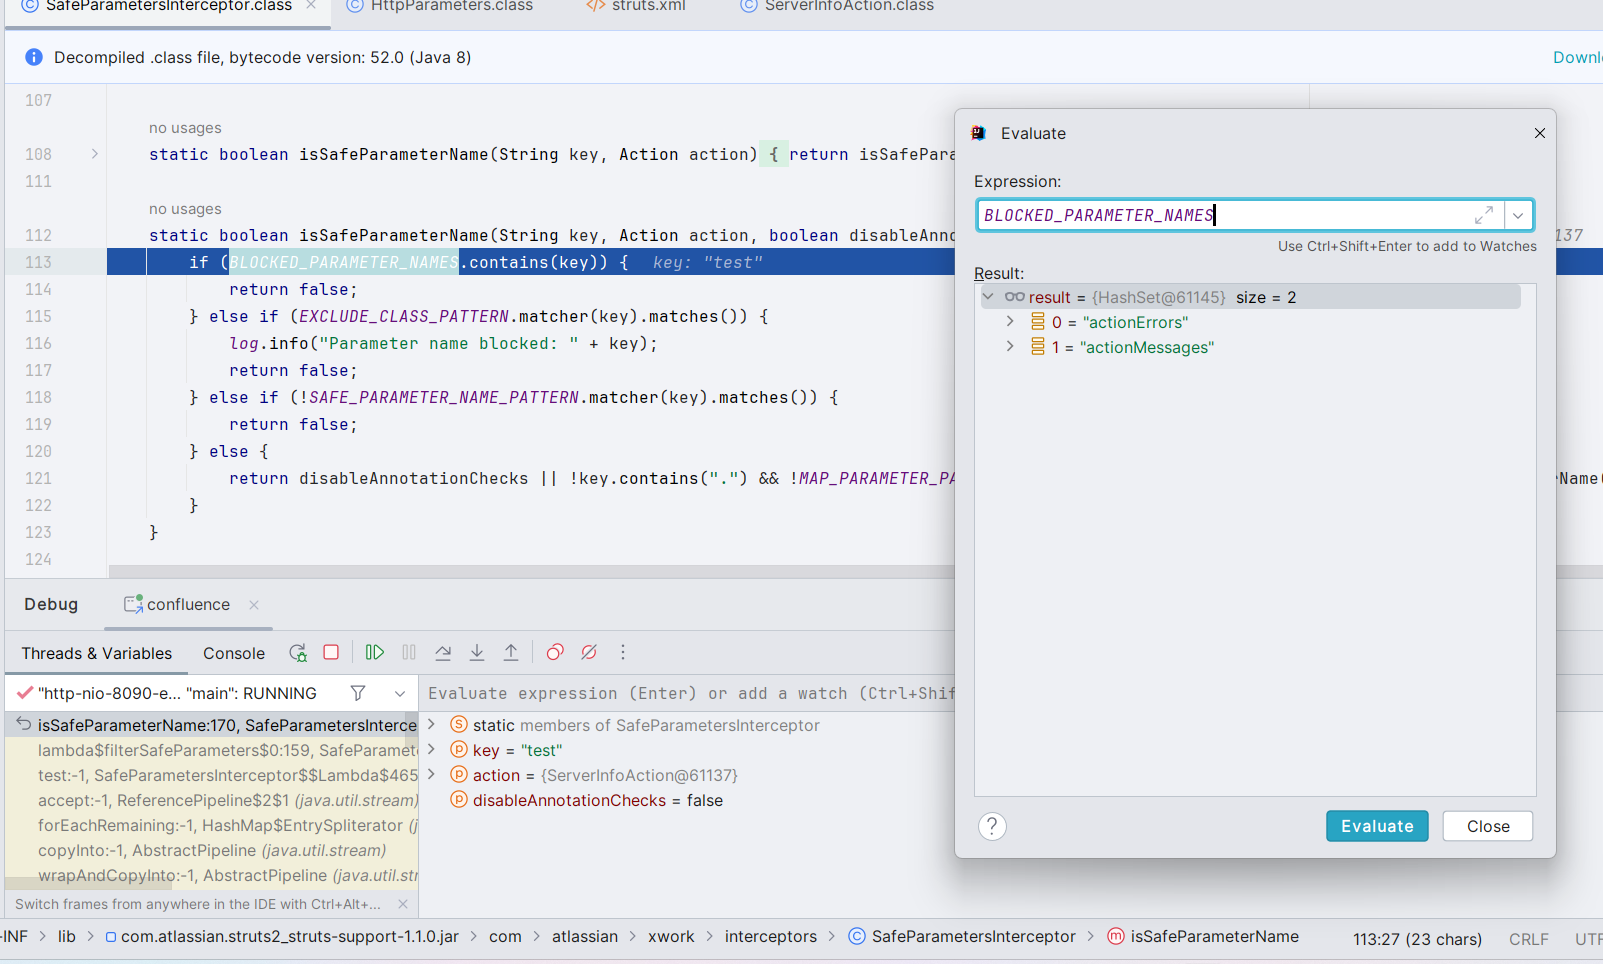 SafeParametersInterceptor.class
HttpParameters.class
struts.xml
ServerInfoAction.class
Decompiled .class file, bytecode version: 52.0 (Java 8)
107
no usages
108 static boolean isSafeParameterName(String key, Action action) { return isSafePara
111
no usages
112 static boolean isSafeParameterName(String key, Action action, boolean disableAnno
137
113 if (BLOCKED_PARAMETER_NAMES.contains(key)) { key: "test"
114 return false;
115 } else if (EXCLUDE_CLASS_PATTERN.matcher(key).matches()) {
116 log.info("Parameter name blocked: " + key);
117 return false;
118 } else if (!SAFE_PARAMETER_NAME_PATTERN.matcher(key).matches()) {
119 return false;
120 } else {
121 return disableAnnotationChecks || !key.contains(".") && !MAP_PARAMETER_PA
rName(
122 }
123 }
124
Evaluate
Expression:
BLOCKED_PARAMETER_NAMES
Use Ctrl+Shift+Enter to add to Watches
Result:
result = {HashSet@61145} size = 2
0 = "actionErrors"
1 = "actionMessages"
? Evaluate Close
Debug confluence
Threads & Variables Console
"http-nio-8090-e... "main": RUNNING
Evaluate expression (Enter) or add a watch (Ctrl+Shif
isSafeParameterName:170, SafeParametersInterce
lambda$filterSafeParameters$0:159, SafeParamete
test:-1, SafeParametersInterceptor$$Lambda$465
accept:-1, ReferencePipeline$2$1 (java.util.stream)
forEachRemaining:-1, HashMap$EntrySpliterator (j
copyInto:-1, AbstractPipeline (java.util.stream)
wrapAndCopyInto:-1, AbstractPipeline (java.util.str
Switch frames from anywhere in the IDE with Ctrl+Alt+...
static members of SafeParametersInterceptor
key = "test"
action = {ServerInfoAction@61137}
disableAnnotationChecks = false
-INF > lib > com.atlassian.struts2_struts-support-1.1.0.jar > com > atlassian > xwork > interceptors > SafeParametersInterceptor > isSafeParameterName 113:27 (23 chars) CRLF UTF